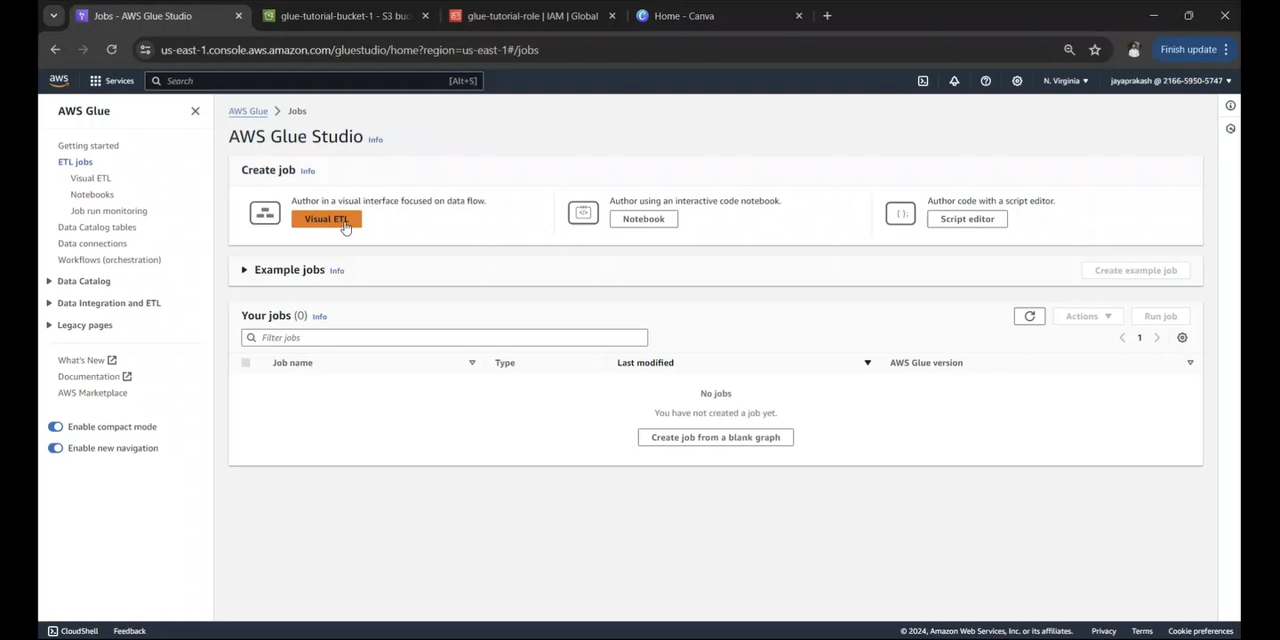 Jobs - AWS Glue Studio
glue-tutorial-bucket-1 - S3 buc
glue-tutorial-role | IAM | Global
Home - Canva
us-east-1.console.aws.amazon.com/gluestudio/home?region=us-east-1#/jobs
Finish update
aws
Services
Search
[Alt+S]
N. Virginia
jayaprakash @ 2166-5950-5747
AWS Glue
Getting started
ETL jobs
Visual ETL
Notebooks
Job run monitoring
Data Catalog tables
Data connections
Workflows (orchestration)
Data Catalog
Data Integration and ETL
Legacy pages
What's New
Documentation
AWS Marketplace
Enable compact mode
Enable new navigation
AWS Glue > Jobs
AWS Glue Studio Info
Create job Info
Author in a visual interface focused on data flow.
Visual ETL
Author using an interactive code notebook.
Notebook
Author code with a script editor.
Script editor
Example jobs Info
Create example job
Your jobs (0) Info
Actions
Run job
Filter jobs
1
Job name
Type
Last modified
AWS Glue version
No jobs
You have not created a job yet.
Create job from a blank graph
CloudShell
Feedback
© 2024, Amazon Web Services, Inc. or its affiliates.
Privacy
Terms
Cookie preferences